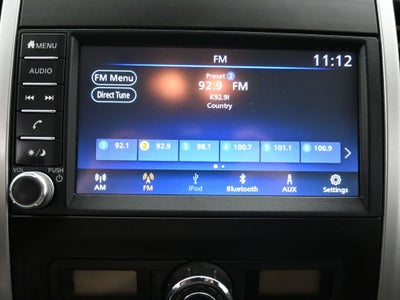 MENU
FM
11:12
AUDIO
FM Menu
Preset 2
92.9 FM
Direct Tune
K92.9I
Country
1 92.1 2 92.9 3 98.1 4 100.7 5 101.1 6 100.9
VOL PUSH
AM FM iPod Bluetooth AUX Settings